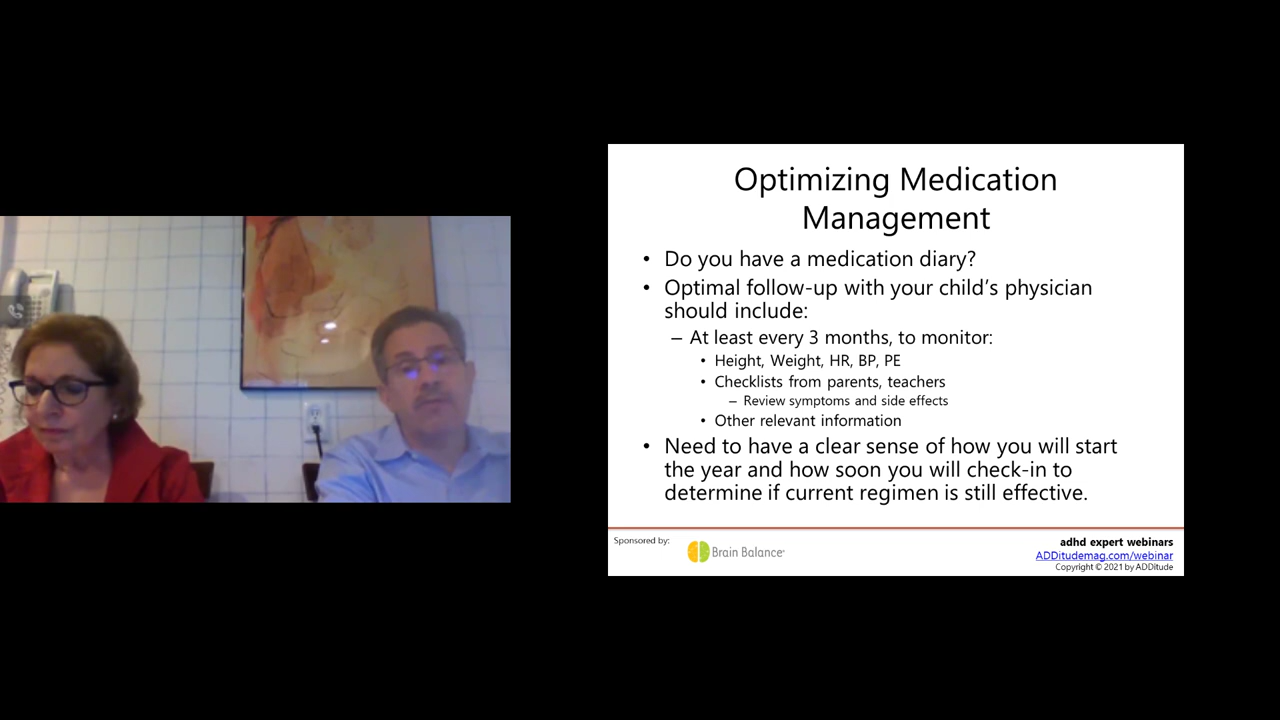 Optimizing Medication
Management
• Do you have a medication diary?
• Optimal follow-up with your child's physician
should include:
– At least every 3 months, to monitor:
• Height, Weight, HR, BP, PE
• Checklists from parents, teachers
– Review symptoms and side effects
• Other relevant information
• Need to have a clear sense of how you will start
the year and how soon you will check-in to
determine if current regimen is still effective.
Sponsored by:
Brain Balance
adhd expert webinars
ADDitudemag.com/webinar
Copyright © 2021 by ADDitude